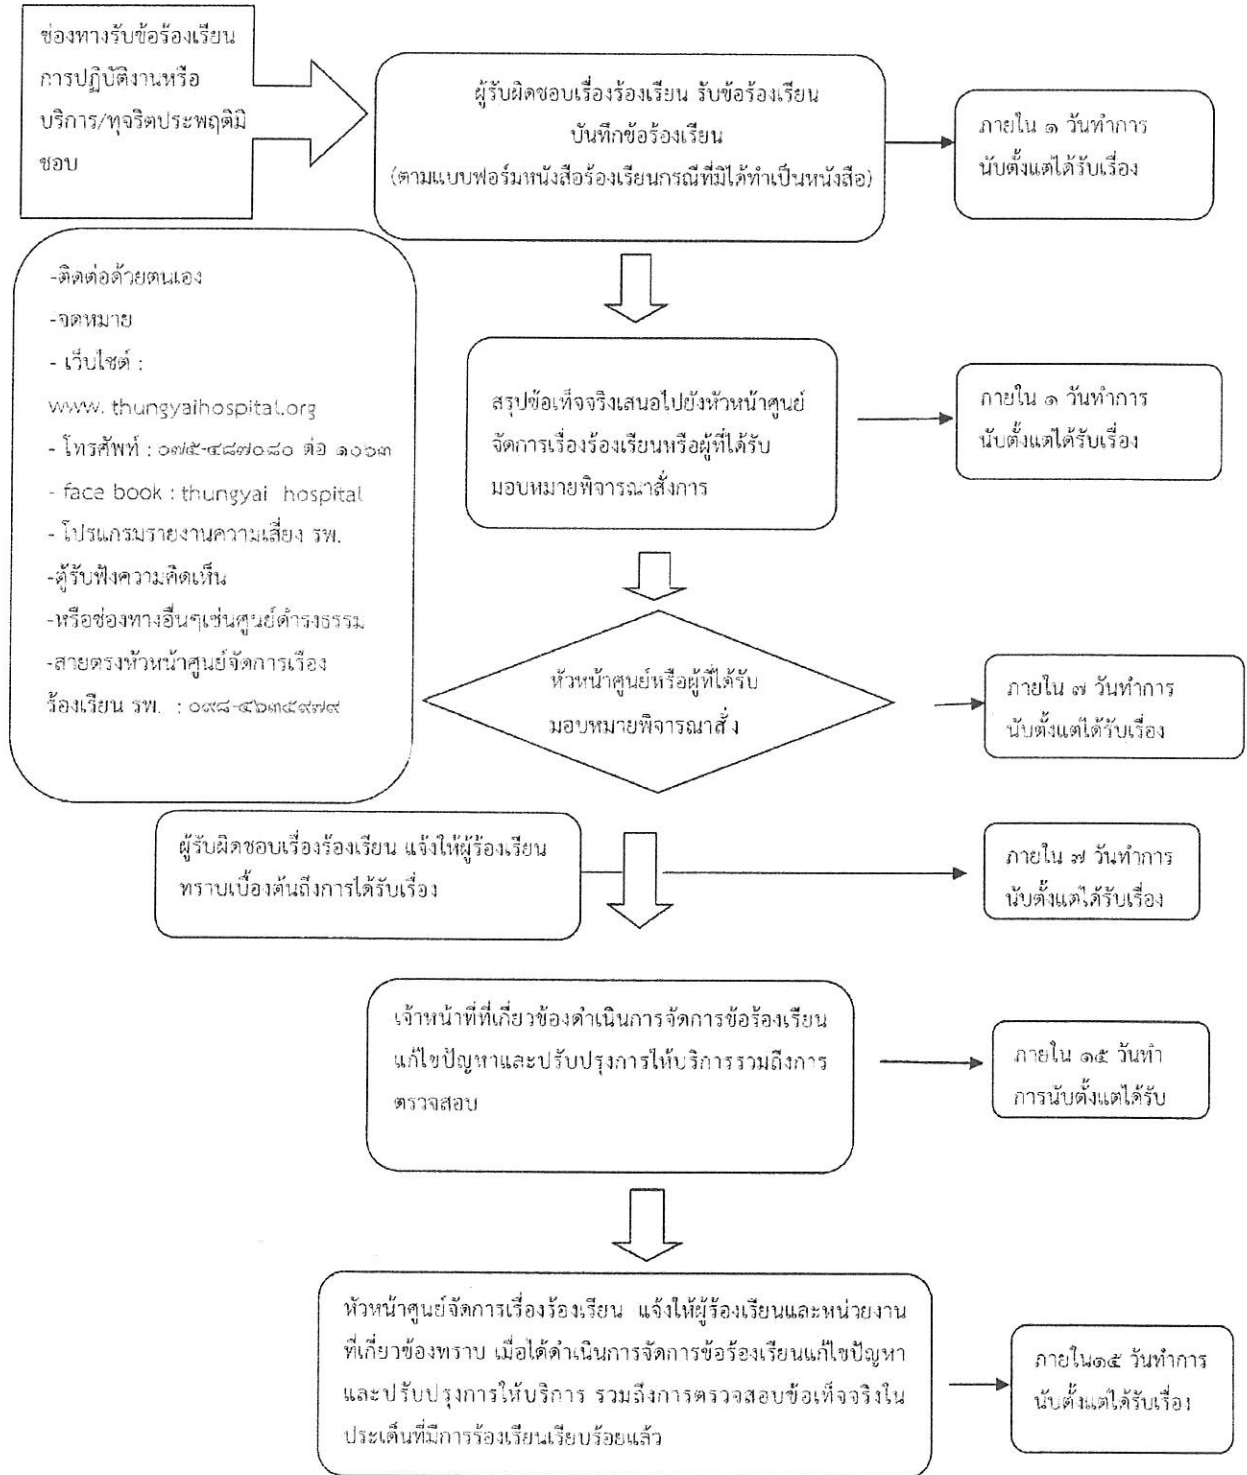 ช่องทางรับข้อร้องเรียน
การปฏิบัติงานหรือ
บริการ/ทุจริตประพฤติมิ
ชอบ
ผู้รับผิดชอบเรื่องร้องเรียน รับข้อร้องเรียน
บันทึกข้อร้องเรียน
(ตามแบบฟอร์มหนังสือร้องเรียนกรณีที่มิได้ทำเป็นหนังสือ)
ภายใน ๑ วันทำการ
นับตั้งแต่ได้รับเรื่อง
-ติดต่อด้วยตนเอง
-จดหมาย
- เว็บไซต์ :
www. thungyaihospital.org
- โทรศัพท์ : ๐๗๕-๔๘๗๐๘๐ ต่อ ๑๐๖๓
- face book : thungyai hospital
- โปรแกรมรายงานความเสี่ยง รพ.
-ตู้รับฟังความคิดเห็น
-หรือช่องทางอื่นๆเช่นศูนย์ดำรงธรรม
-สายตรงหัวหน้าศูนย์จัดการเรื่อง
ร้องเรียน รพ. : ๐๙๘-๔๖๓๕๙๗๙
สรุปข้อเท็จจริงเสนอไปยังหัวหน้าศูนย์
จัดการเรื่องร้องเรียนหรือผู้ที่ได้รับ
มอบหมายพิจารณาสั่งการ
ภายใน ๑ วันทำการ
นับตั้งแต่ได้รับเรื่อง
หัวหน้าศูนย์หรือผู้ที่ได้รับ
มอบหมายพิจารณาสั่ง
ภายใน ๗ วันทำการ
นับตั้งแต่ได้รับเรื่อง
ผู้รับผิดชอบเรื่องร้องเรียน แจ้งให้ผู้ร้องเรียน
ทราบเบื้องต้นถึงการได้รับเรื่อง
ภายใน ๗ วันทำการ
นับตั้งแต่ได้รับเรื่อง
เจ้าหน้าที่ที่เกี่ยวข้องดำเนินการจัดการข้อร้องเรียน
แก้ไขปัญหาและปรับปรุงการให้บริการรวมถึงการ
ตรวจสอบ
ภายใน ๑๕ วันทำ
การนับตั้งแต่ได้รับ
หัวหน้าศูนย์จัดการเรื่องร้องเรียน แจ้งให้ผู้ร้องเรียนและหน่วยงาน
ที่เกี่ยวข้องทราบ เมื่อได้ดำเนินการจัดการข้อร้องเรียนแก้ไขปัญหา
และปรับปรุงการให้บริการ รวมถึงการตรวจสอบข้อเท็จจริงใน
ประเด็นที่มีการร้องเรียนเรียบร้อยแล้ว
ภายใน๑๕ วันทำการ
นับตั้งแต่ได้รับเรื่อง